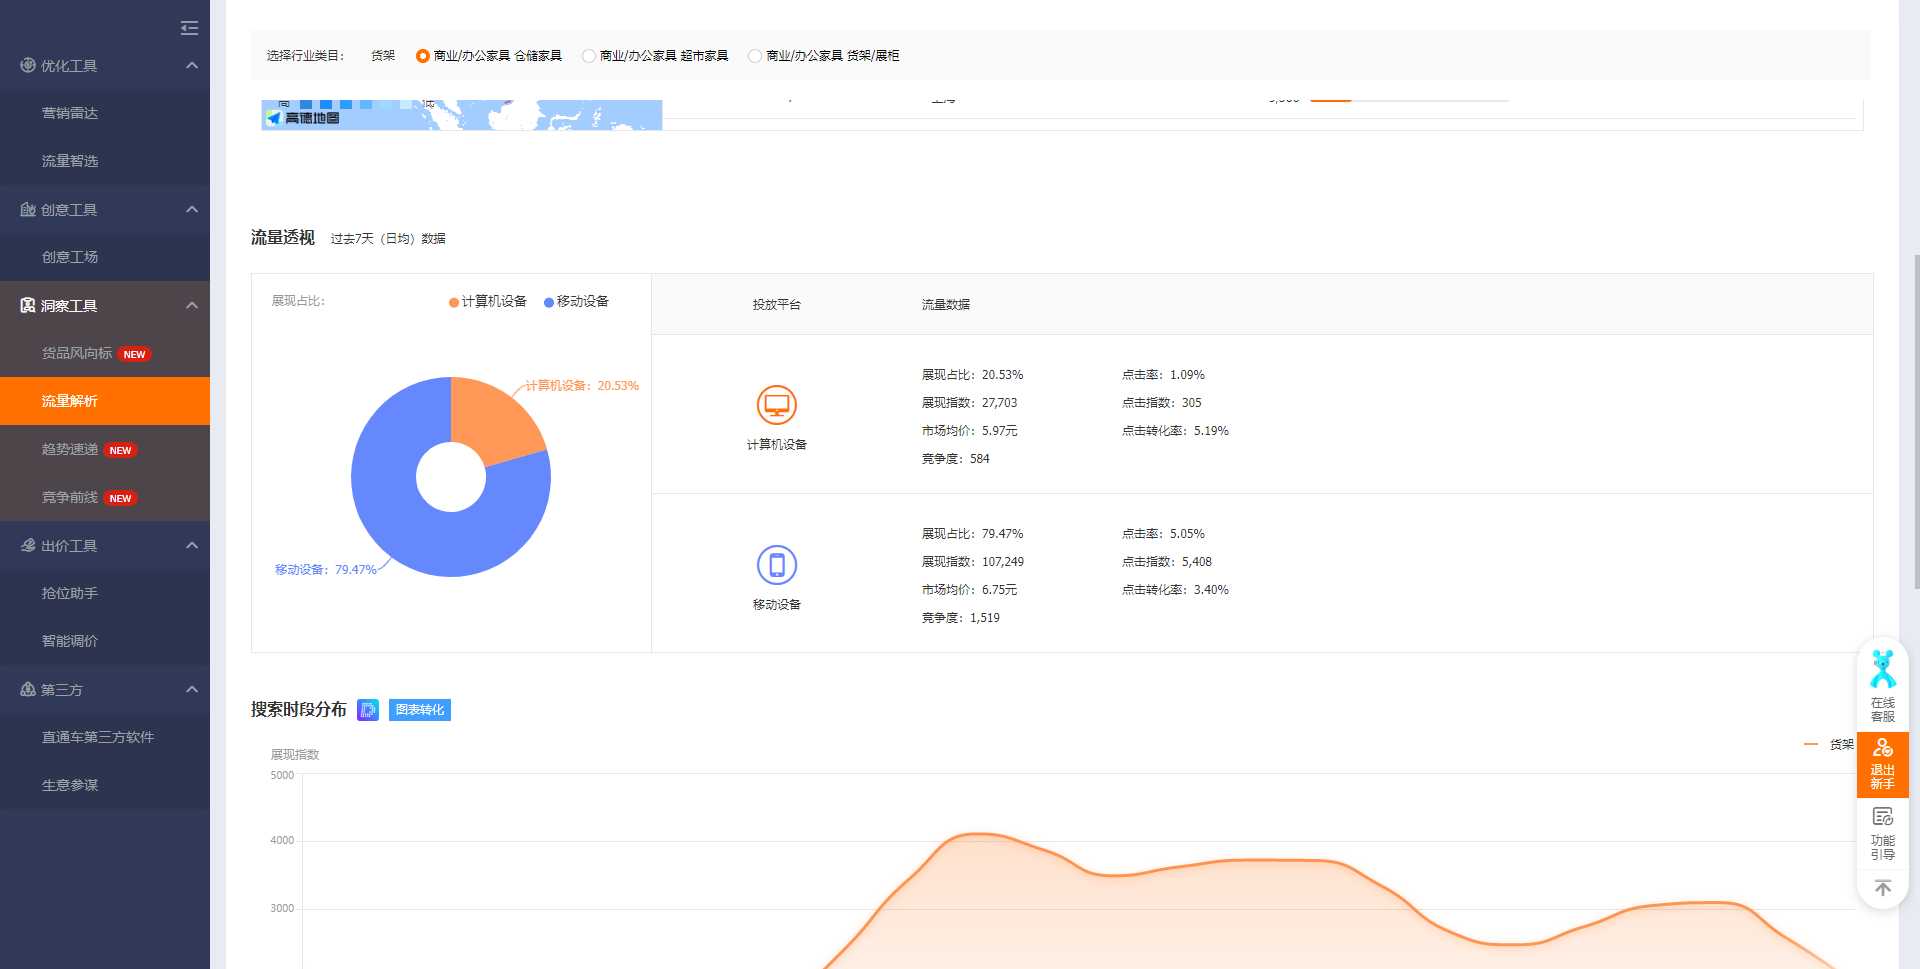 优化工具
营销雷达
流量智选
创意工具
创意工场
洞察工具
货品风向标 NEW
流量解析
趋势速递 NEW
竞争前线 NEW
出价工具
抢位助手
智能调价
第三方
直通车第三方软件
生意参谋
选择行业类目： 货架 商业/办公家具 仓储家具 商业/办公家具 超市家具 商业/办公家具 货架/展柜
高德地图
流量透视 过去7天（日均）数据
展现占比： 计算机设备 移动设备
计算机设备：20.53%
移动设备：79.47%
投放平台 流量数据
计算机设备
展现占比：20.53% 点击率：1.09%
展现指数：27,703 点击指数：305
市场均价：5.97元 点击转化率：5.19%
竞争度：584
移动设备
展现占比：79.47% 点击率：5.05%
展现指数：107,249 点击指数：5,408
市场均价：6.75元 点击转化率：3.40%
竞争度：1,519
搜索时段分布 图表转化
展现指数
货架
5000
4000
3000
在线
客服
退出
新手
功能
引导